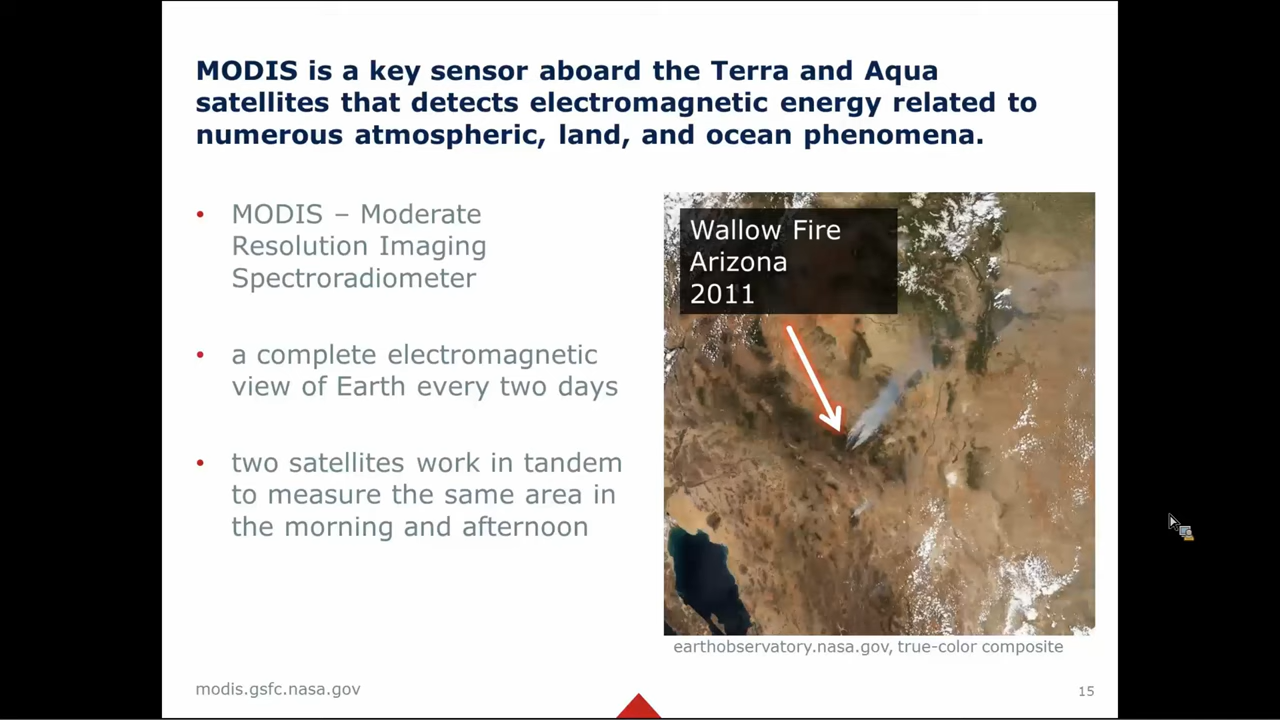 MODIS is a key sensor aboard the Terra and Aqua
satellites that detects electromagnetic energy related to
numerous atmospheric, land, and ocean phenomena.
• MODIS – Moderate
Resolution Imaging
Spectroradiometer
• a complete electromagnetic
view of Earth every two days
• two satellites work in tandem
to measure the same area in
the morning and afternoon
Wallow Fire
Arizona
2011
earthobservatory.nasa.gov, true-color composite
modis.gsfc.nasa.gov
15